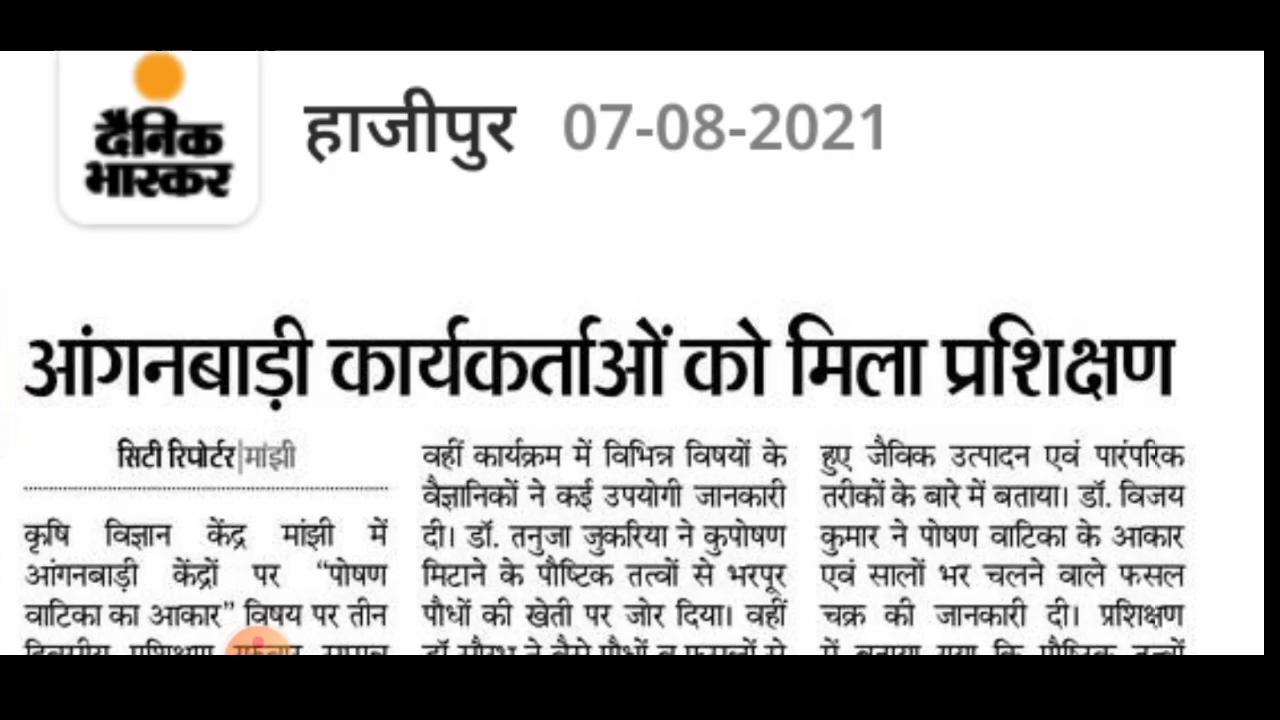 दैनिक
भास्कर
हाजीपुर 07-08-2021
आंगनबाड़ी कार्यकर्ताओं को मिला प्रशिक्षण
सिटी रिपोर्टर|मांझी
कृषि विज्ञान केंद्र मांझी में
आंगनबाड़ी केंद्रों पर “पोषण
वाटिका का आकार” विषय पर तीन
वहीं कार्यक्रम में विभिन्न विषयों के
वैज्ञानिकों ने कई उपयोगी जानकारी
दी। डॉ. तनुजा जुकरिया ने कुपोषण
मिटाने के पौष्टिक तत्वों से भरपूर
पौधों की खेती पर जोर दिया। वहीं
हुए जैविक उत्पादन एवं पारंपरिक
तरीकों के बारे में बताया। डॉ. विजय
कुमार ने पोषण वाटिका के आकार
एवं सालों भर चलने वाले फसल
चक्र की जानकारी दी। प्रशिक्षण